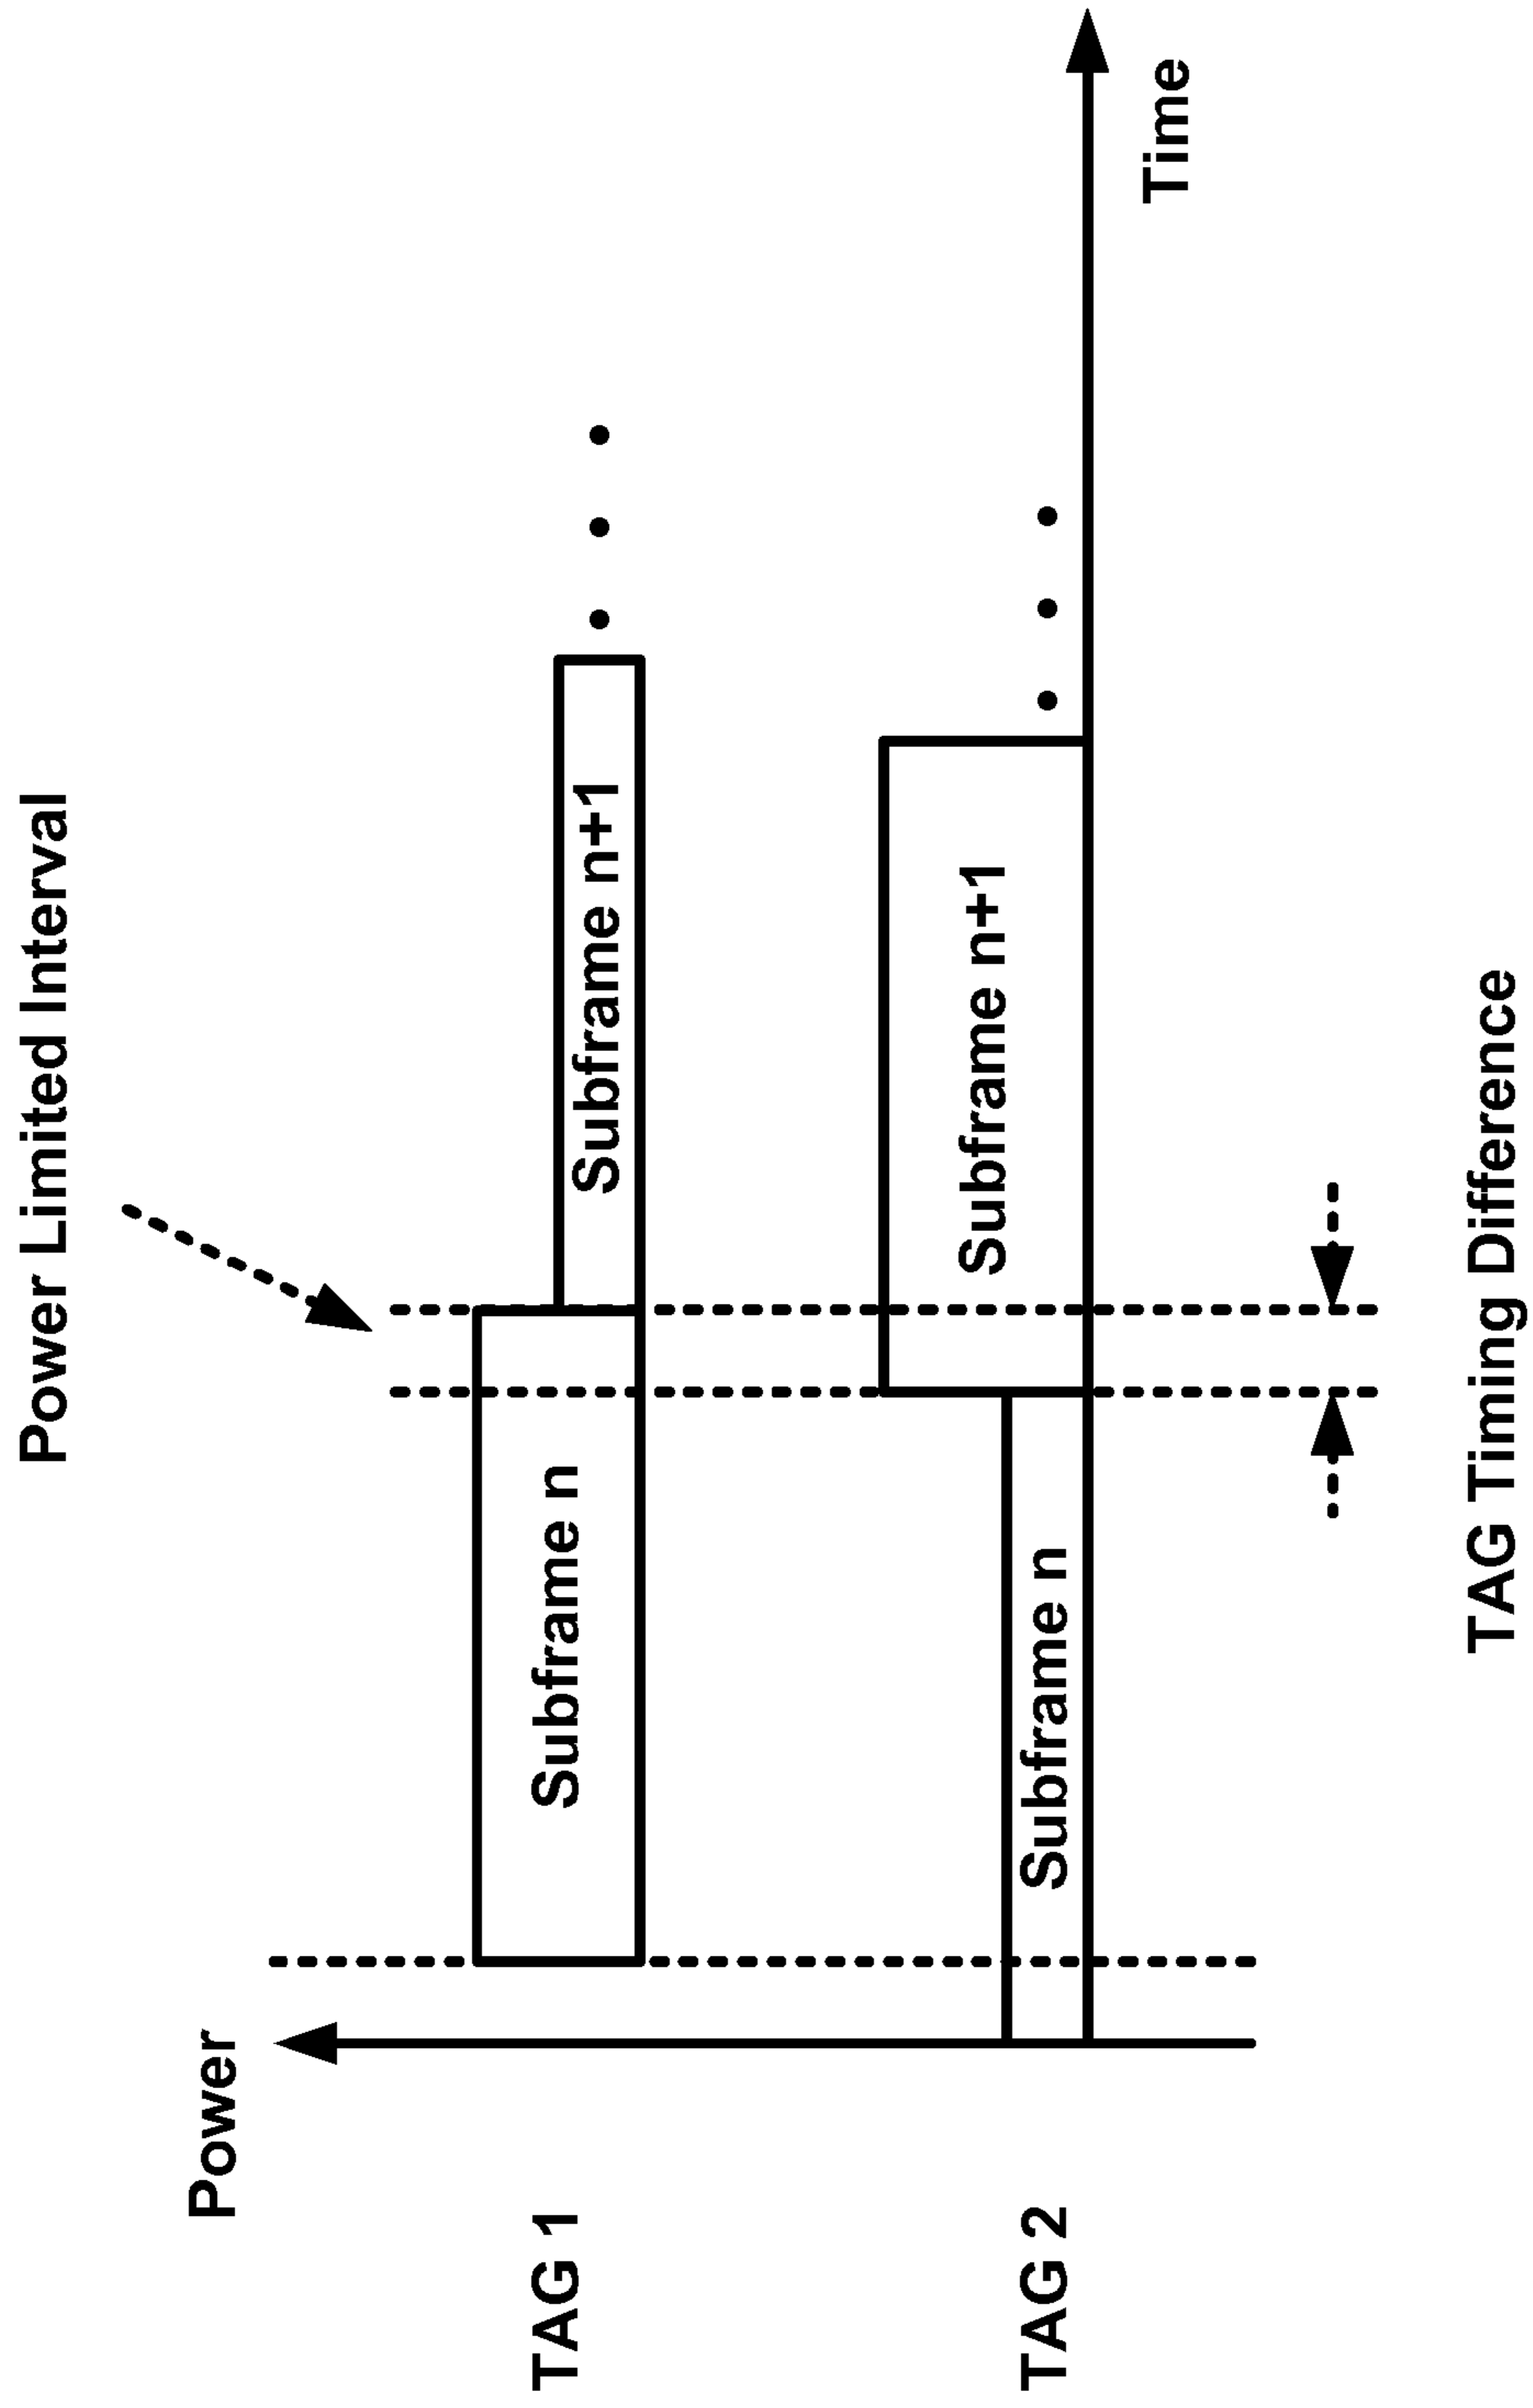 Power Limited Interval
Power
TAG 1
Subframe n
Subframe n+1
TAG 2
Subframe n
Subframe n+1
Time
TAG Timing Difference